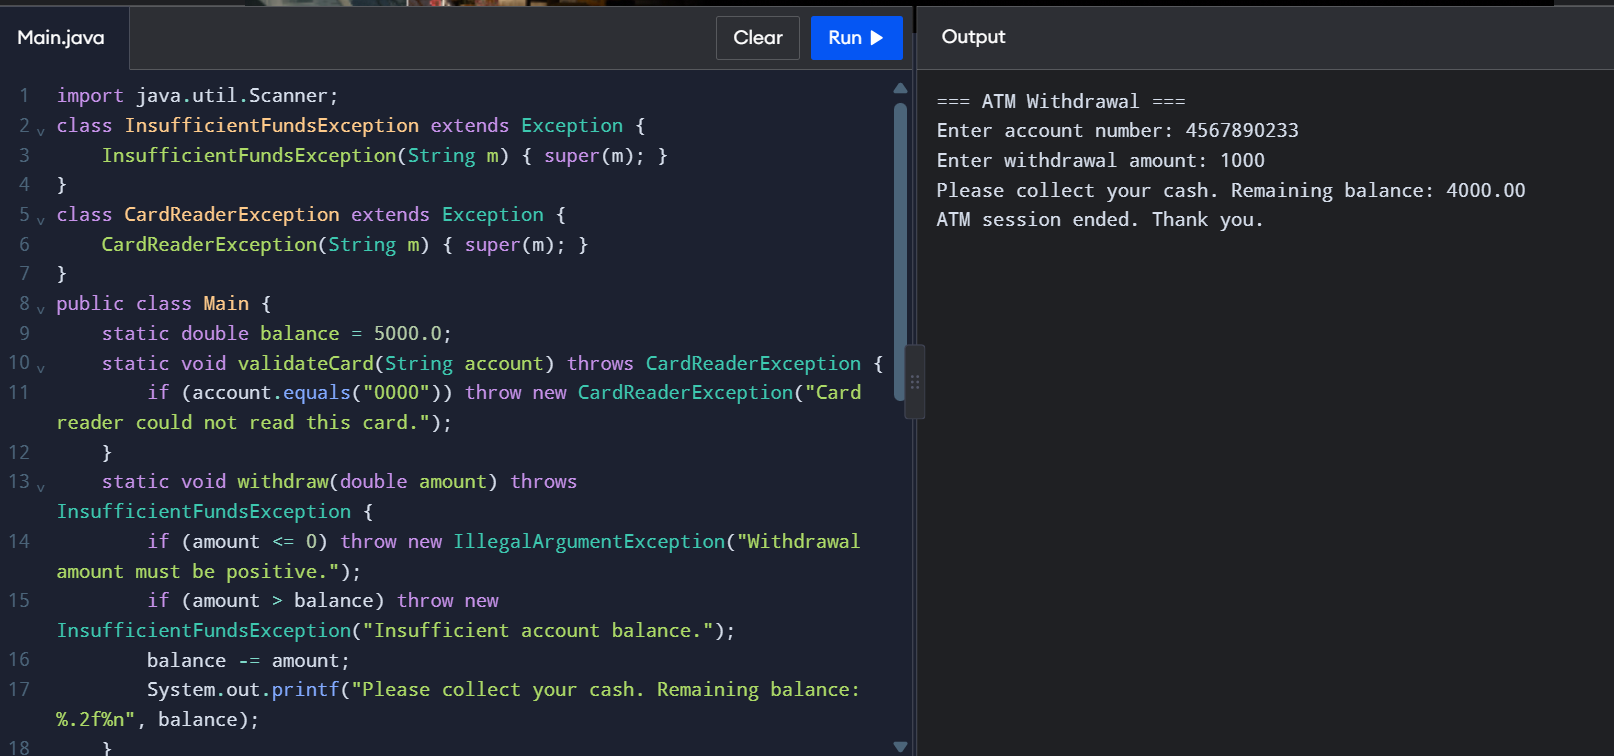 Main.java
Clear
Run
Output
1 import java.util.Scanner;
2 class InsufficientFundsException extends Exception {
3     InsufficientFundsException(String m) { super(m); }
4 }
5 class CardReaderException extends Exception {
6     CardReaderException(String m) { super(m); }
7 }
8 public class Main {
9     static double balance = 5000.0;
10     static void validateCard(String account) throws CardReaderException {
11         if (account.equals("0000")) throw new CardReaderException("Card
reader could not read this card.");
12     }
13     static void withdraw(double amount) throws
InsufficientFundsException {
14         if (amount <= 0) throw new IllegalArgumentException("Withdrawal
amount must be positive.");
15         if (amount > balance) throw new
InsufficientFundsException("Insufficient account balance.");
16         balance -= amount;
17         System.out.printf("Please collect your cash. Remaining balance:
%.2f%n", balance);
18     }
=== ATM Withdrawal ===
Enter account number: 4567890233
Enter withdrawal amount: 1000
Please collect your cash. Remaining balance: 4000.00
ATM session ended. Thank you.